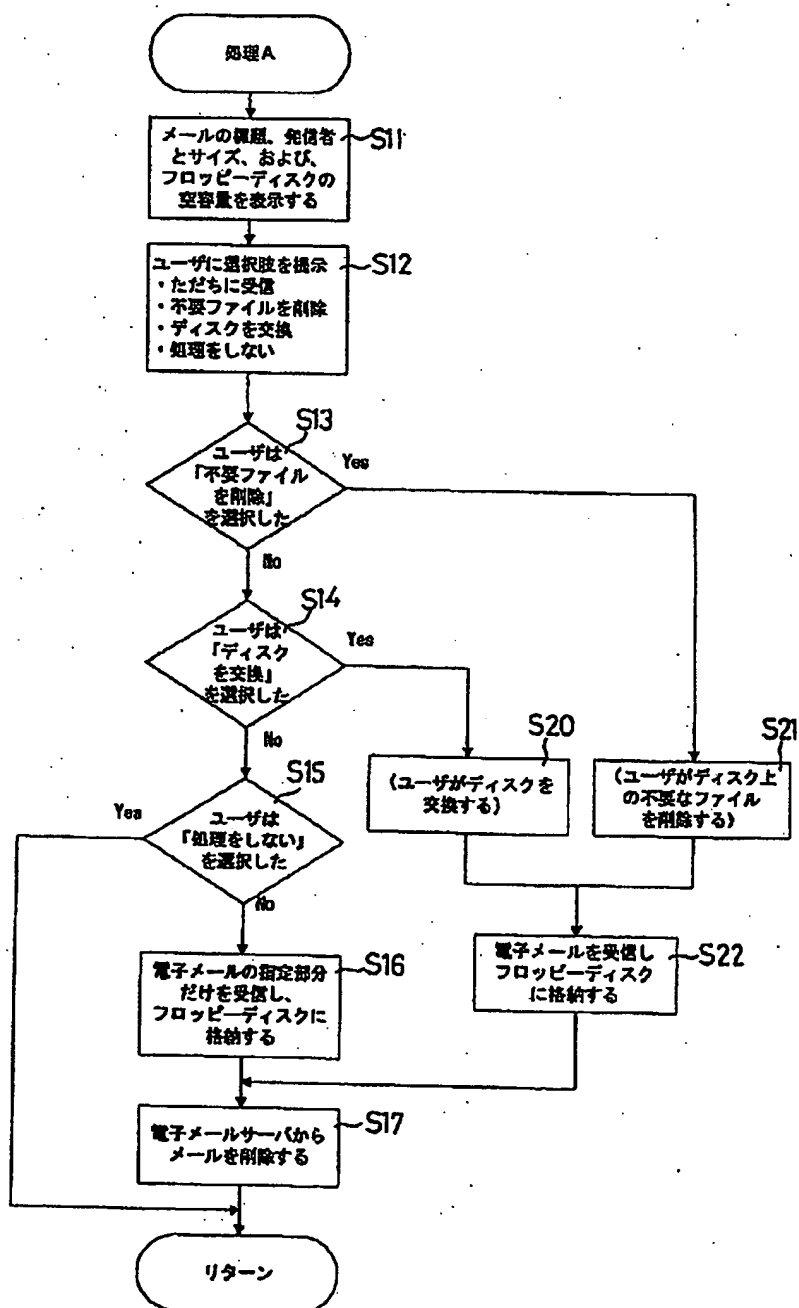 処理A
メールの標題、発信者
とサイズ、および、
フロッピーディスクの
空容量を表示する
S11
ユーザに選択肢を提示
・ただちに受信
・不要ファイルを削除
・ディスクを交換
・処理をしない
S12
S13
ユーザは
「不要ファイル
を削除」
を選択した
Yes
No
S14
ユーザは
「ディスク
を交換」
を選択した
Yes
No
S15
ユーザは
「処理をしない」
を選択した
Yes
No
S20
(ユーザがディスクを
交換する)
S21
(ユーザがディスク上
の不要なファイル
を削除する)
電子メールの指定部分
だけを受信し、
フロッピーディスクに
格納する
S16
電子メールを受信し
フロッピーディスク
に格納する
S22
電子メールサーバから
メールを削除する
S17
リターン